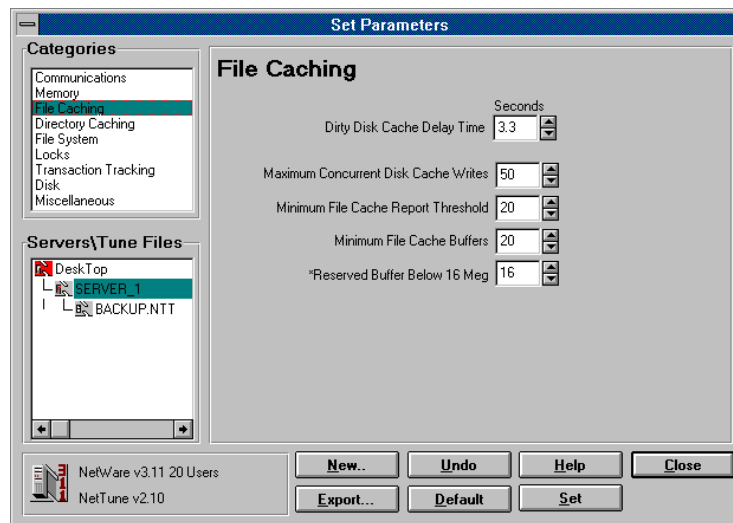 Set Parameters
Categories
Communications
Memory
File Caching
Directory Caching
File System
Locks
Transaction Tracking
Disk
Miscellaneous
Servers\Tune Files
DeskTop
SERVER_1
BACKUP.NTT
File Caching
Seconds
Dirty Disk Cache Delay Time 3.3
Maximum Concurrent Disk Cache Writes 50
Minimum File Cache Report Threshold 20
Minimum File Cache Buffers 20
*Reserved Buffer Below 16 Meg 16
NetWare v3.11 20 Users
NetTune v2.10
New.. Undo Help Close
Export... Default Set